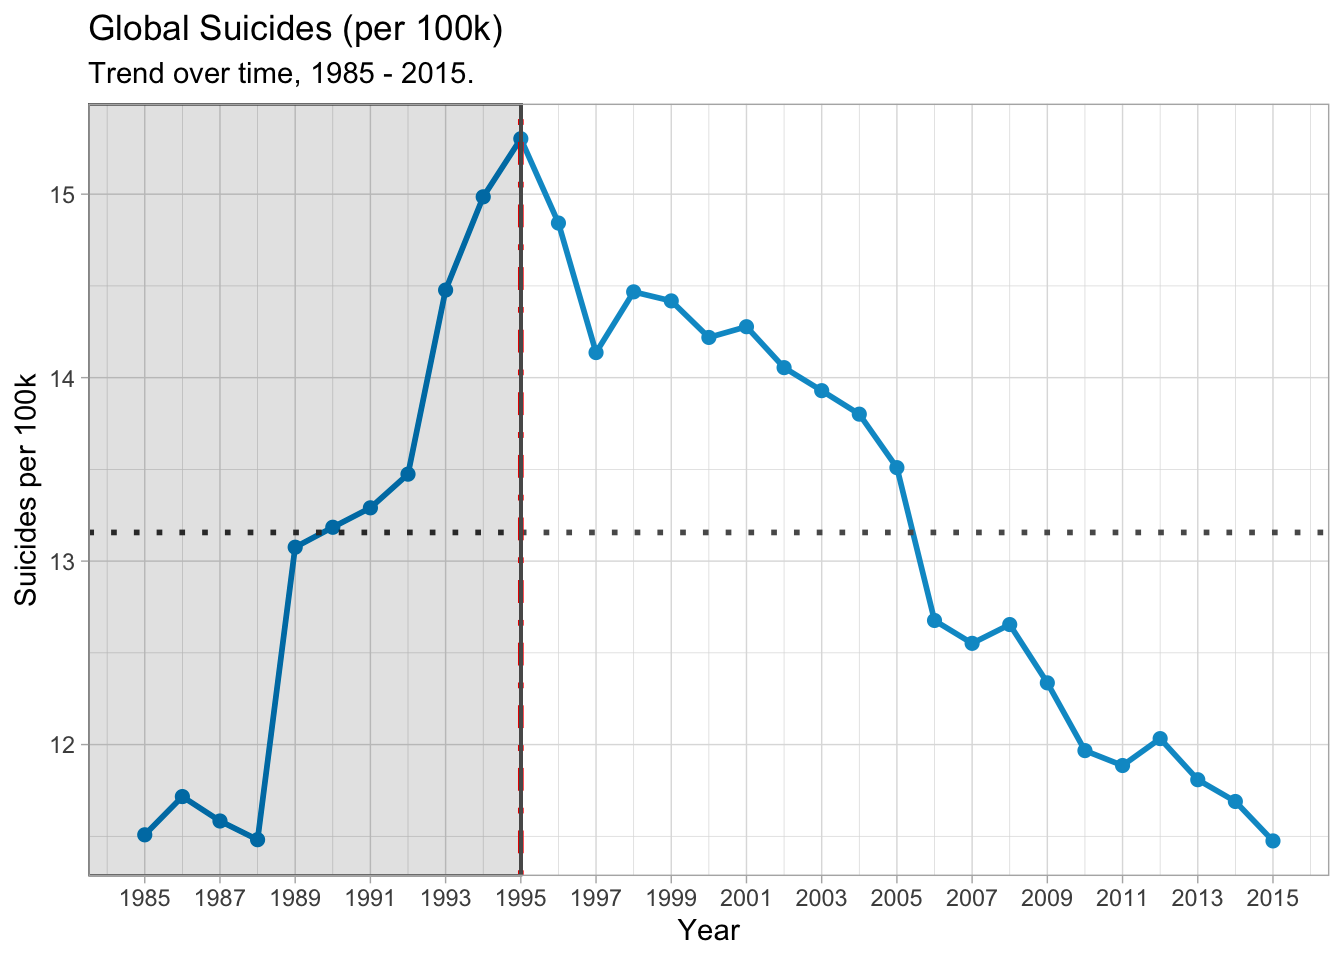 Global Suicides (per 100k)
Trend over time, 1985 - 2015.
Suicides per 100k
15
14
13
12
1985 1987 1989 1991 1993 1995 1997 1999 2001 2003 2005 2007 2009 2011 2013 2015
Year